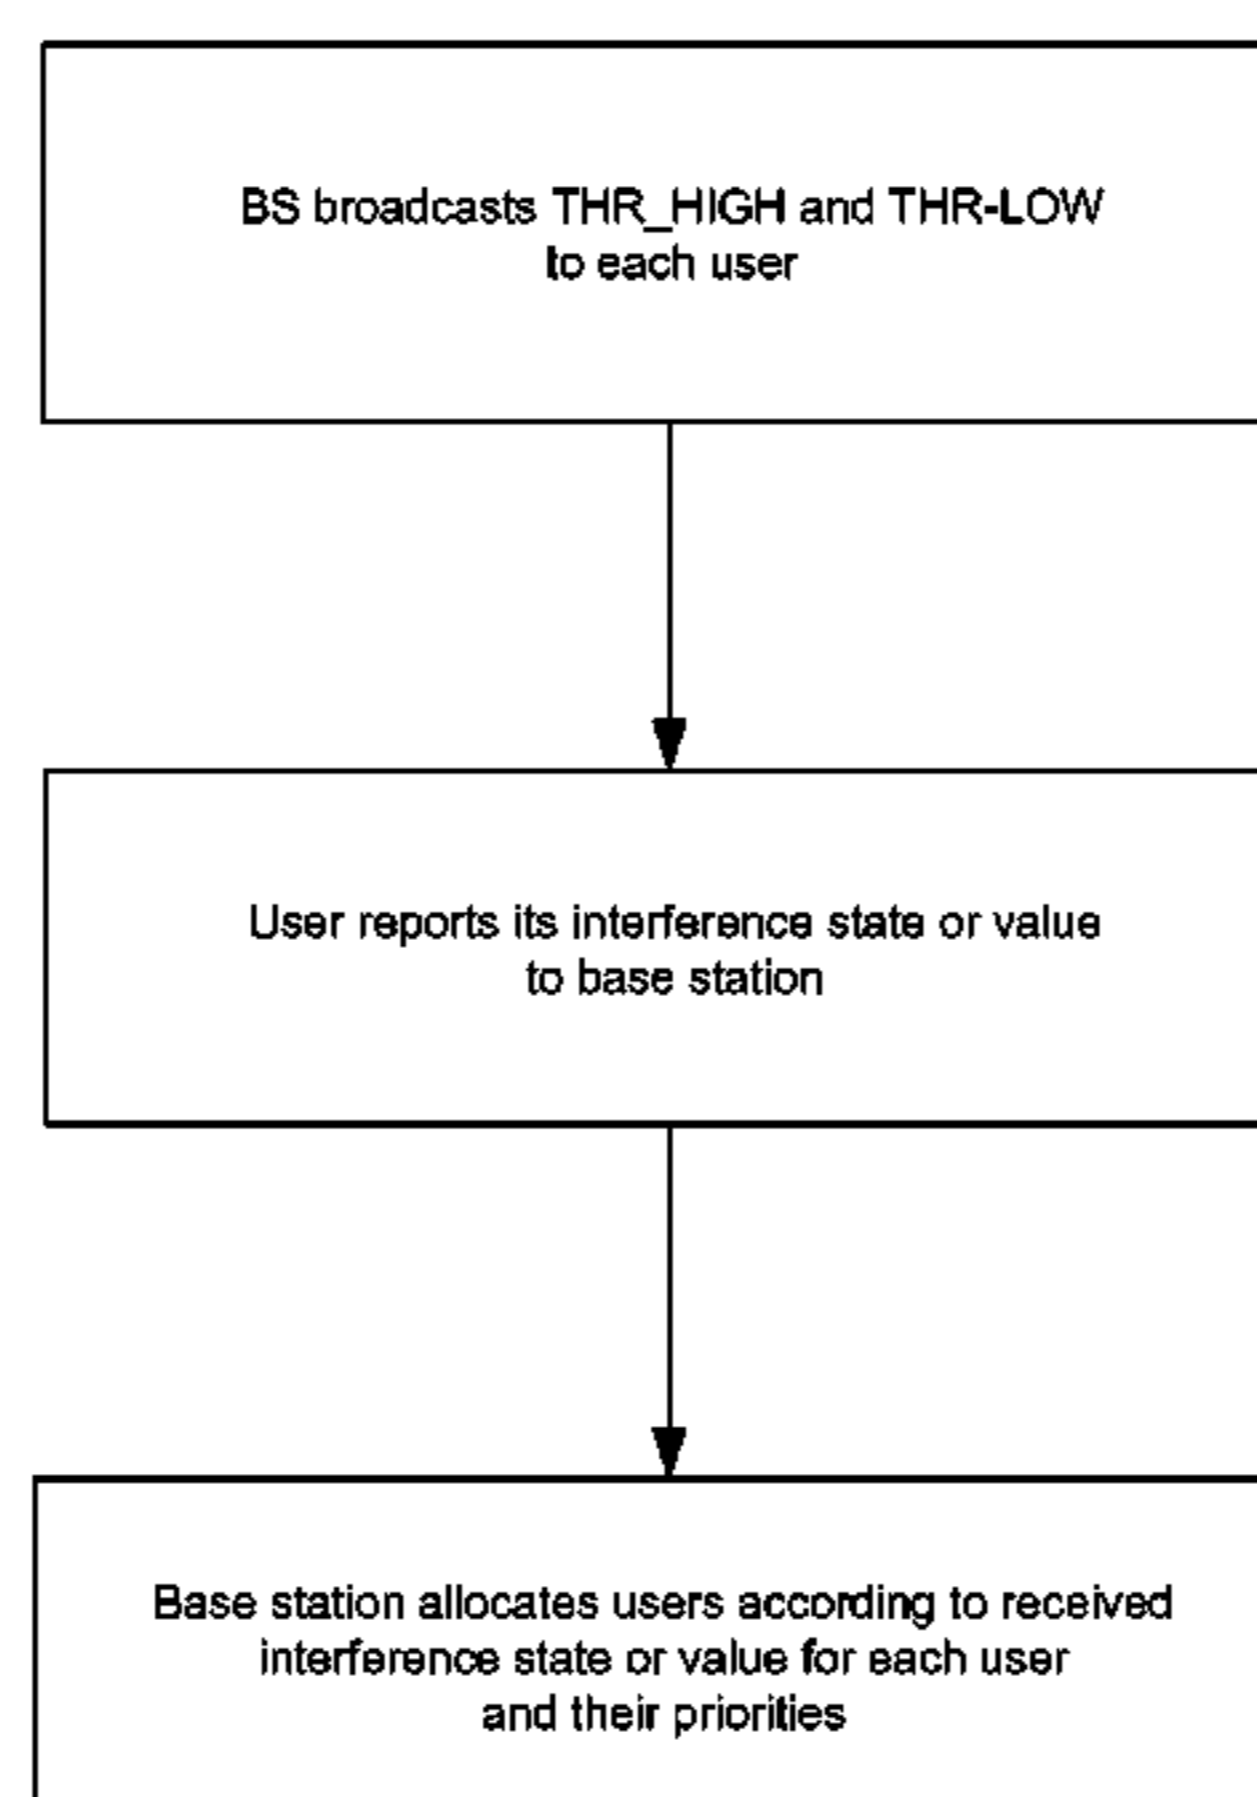 BS broadcasts THR_HIGH and THR-LOW
to each user
User reports its interference state or value
to base station
Base station allocates users according to received
interference state or value for each user
and their priorities